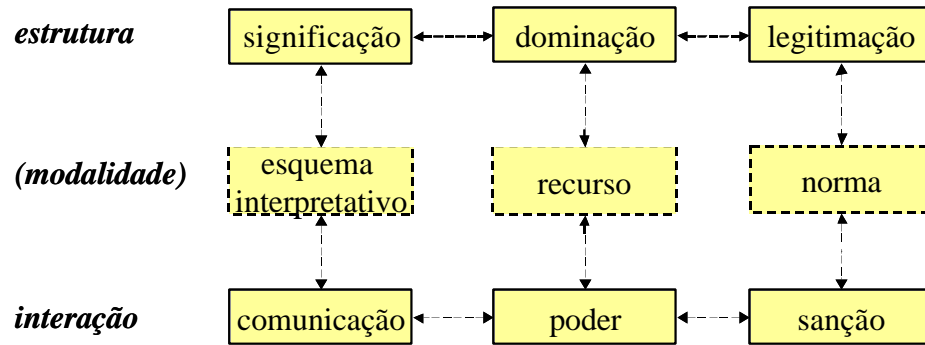 estrutura
significação
dominação
legitimação
(modalidade)
esquema
interpretativo
recurso
norma
interação
comunicação
poder
sanção